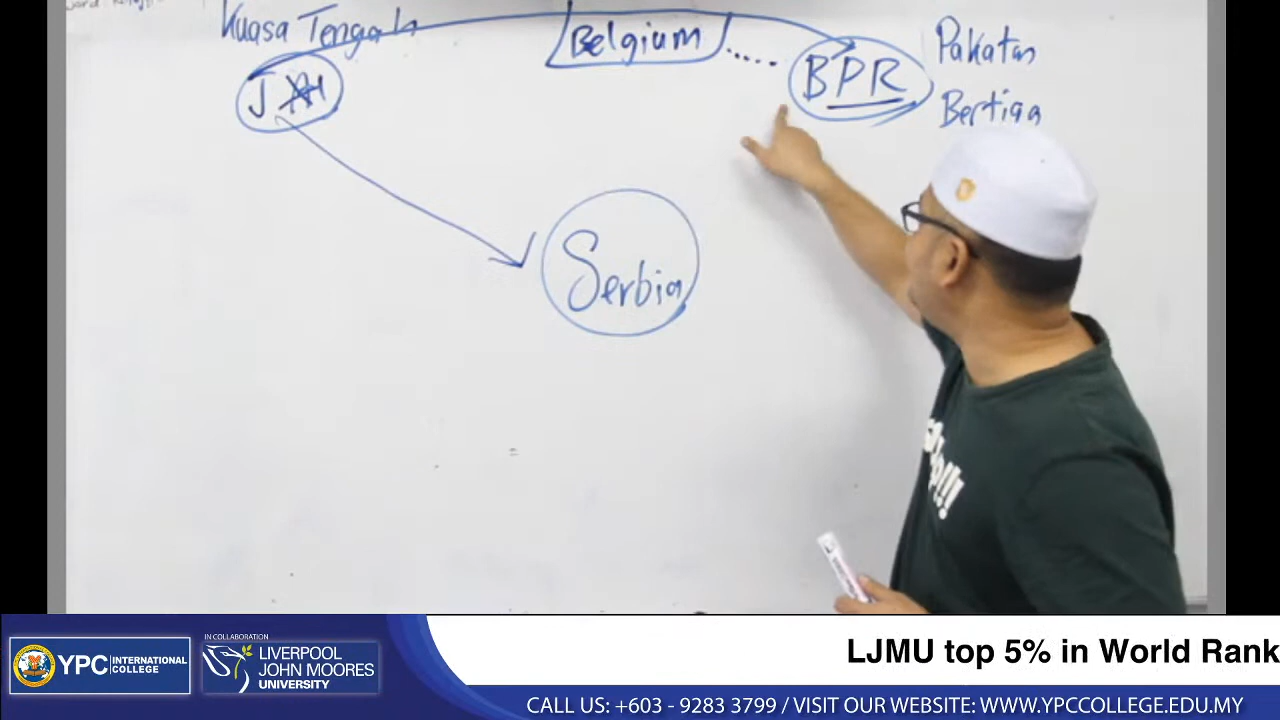 Kuasa Tengah
Belgium.....
Pakatan
BPR
Bertiga
J
Serbia
YPC INTERNATIONAL COLLEGE
IN COLLABORATION
LIVERPOOL
JOHN MOORES
UNIVERSITY
LJMU top 5% in World Rank
CALL US: +603 - 9283 3799 / VISIT OUR WEBSITE: WWW.YPCCOLLEGE.EDU.MY